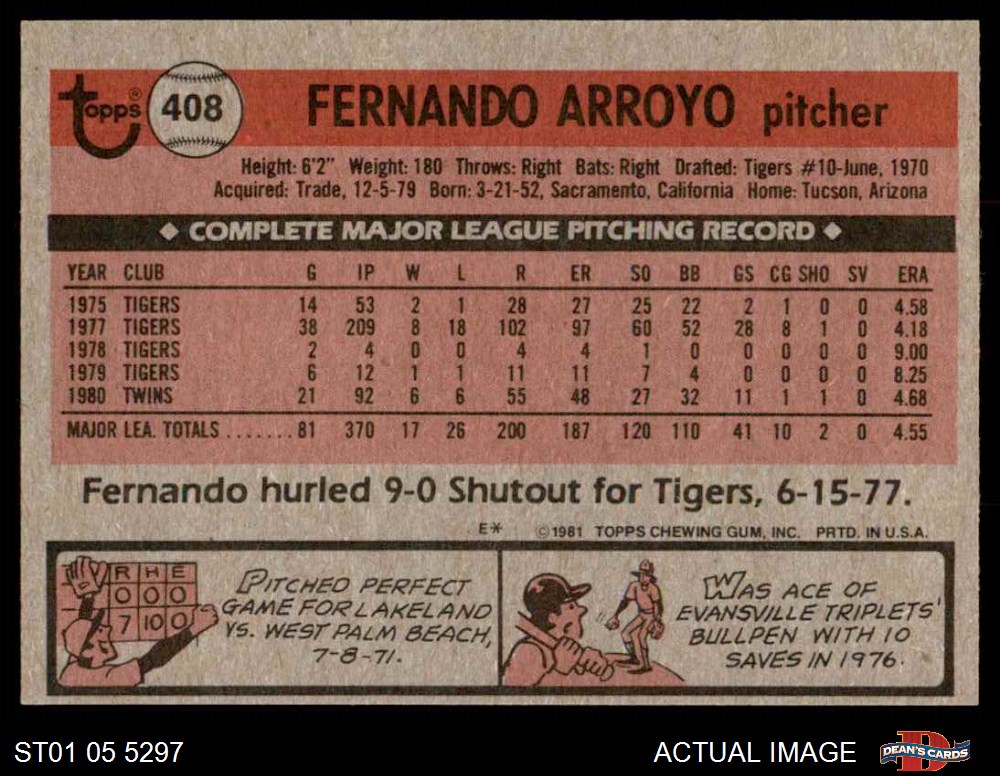 topps® 408 FERNANDO ARROYO pitcher
Height: 6'2" Weight: 180 Throws: Right Bats: Right Drafted: Tigers #10-June, 1970
Acquired: Trade, 12-5-79 Born: 3-21-52, Sacramento, California Home: Tucson, Arizona
◆ COMPLETE MAJOR LEAGUE PITCHING RECORD ◆
YEAR CLUB G IP W L R ER SO BB GS CG SHO SV ERA
1975 TIGERS 14 53 2 1 28 27 25 22 2 1 0 0 4.58
1977 TIGERS 38 209 8 18 102 97 60 52 28 8 1 0 4.18
1978 TIGERS 2 4 0 0 4 4 1 0 0 0 0 0 9.00
1979 TIGERS 6 12 1 1 11 11 7 4 0 0 0 0 8.25
1980 TWINS 21 92 6 6 55 48 27 32 11 1 1 0 4.68
MAJOR LEA. TOTALS ........ 81 370 17 26 200 187 120 110 41 10 2 0 4.55
Fernando hurled 9-0 Shutout for Tigers, 6-15-77.
E* ©1981 TOPPS CHEWING GUM, INC. PRTD. IN U.S.A.
R H E
0 0 0
7 10 0
PITCHED PERFECT
GAME FOR LAKELAND
VS. WEST PALM BEACH,
7-8-71.
WAS ACE OF
EVANSVILLE TRIPLETS'
BULLPEN WITH 10
SAVES IN 1976.
ST01 05 5297 ACTUAL IMAGE D DEAN'S CARDS